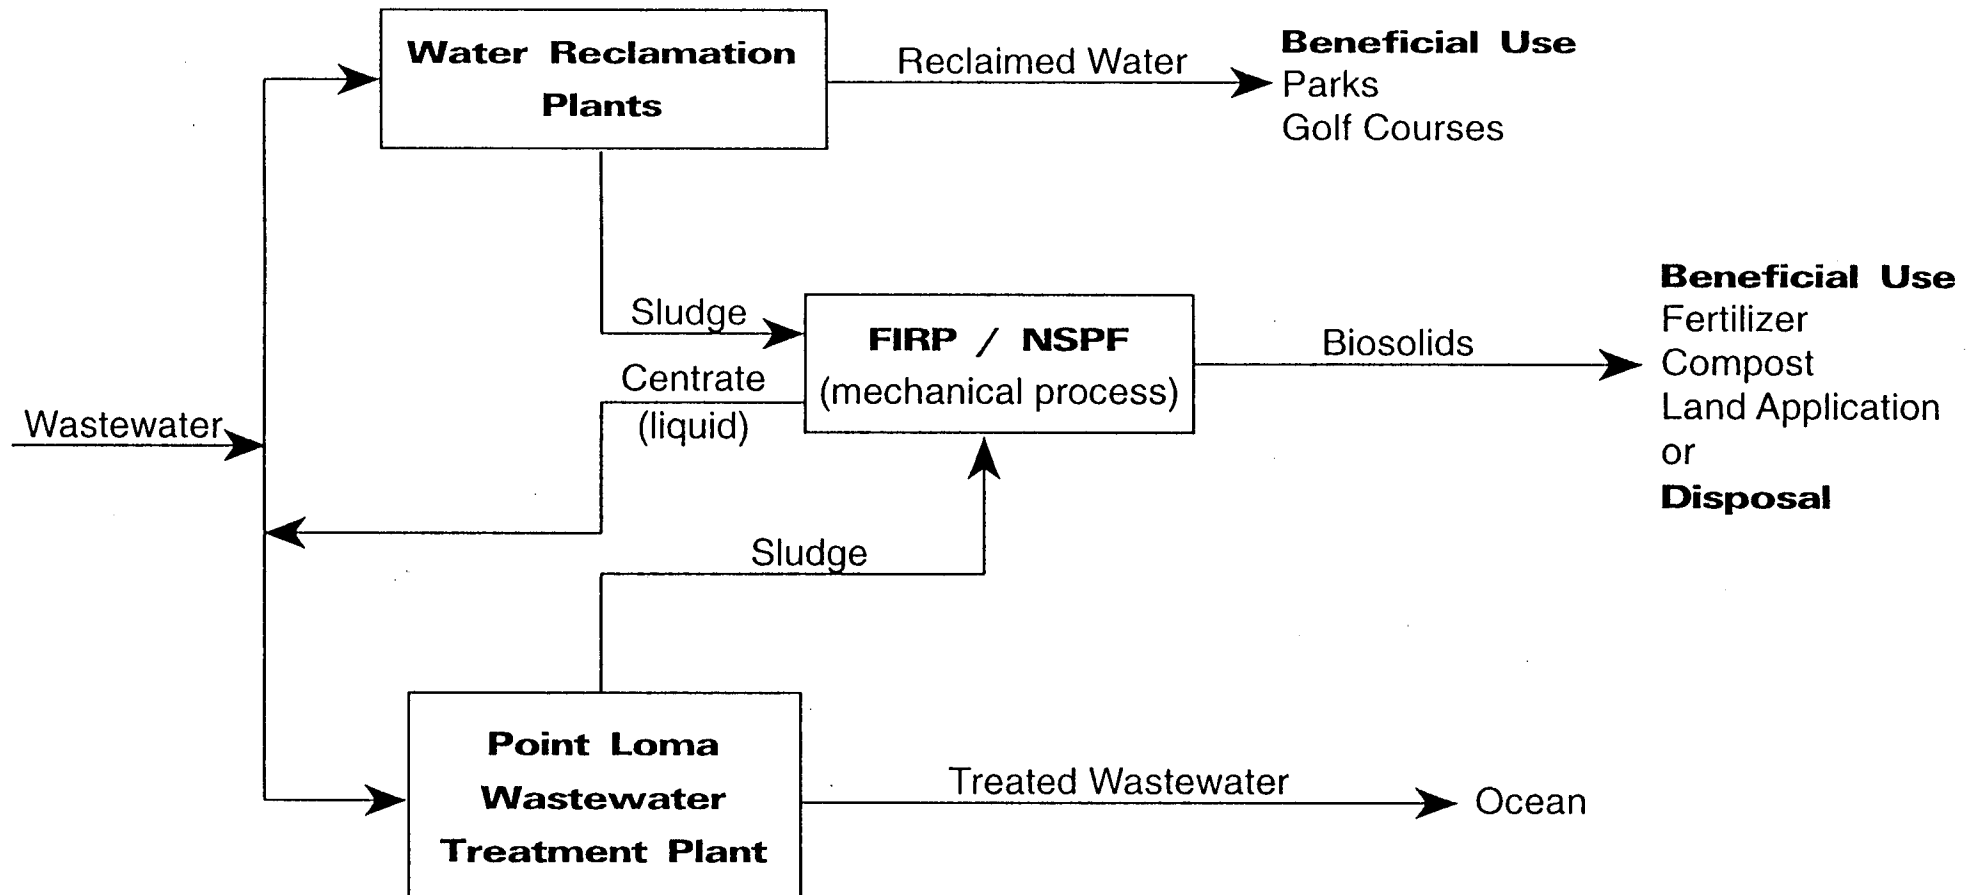 Water Reclamation
Plants
Reclaimed Water
Beneficial Use
Parks
Golf Courses
Sludge
FIRP / NSPF
(mechanical process)
Centrate
(liquid)
Biosolids
Beneficial Use
Fertilizer
Compost
Land Application
or
Disposal
Wastewater
Sludge
Point Loma
Wastewater
Treatment Plant
Treated Wastewater
Ocean